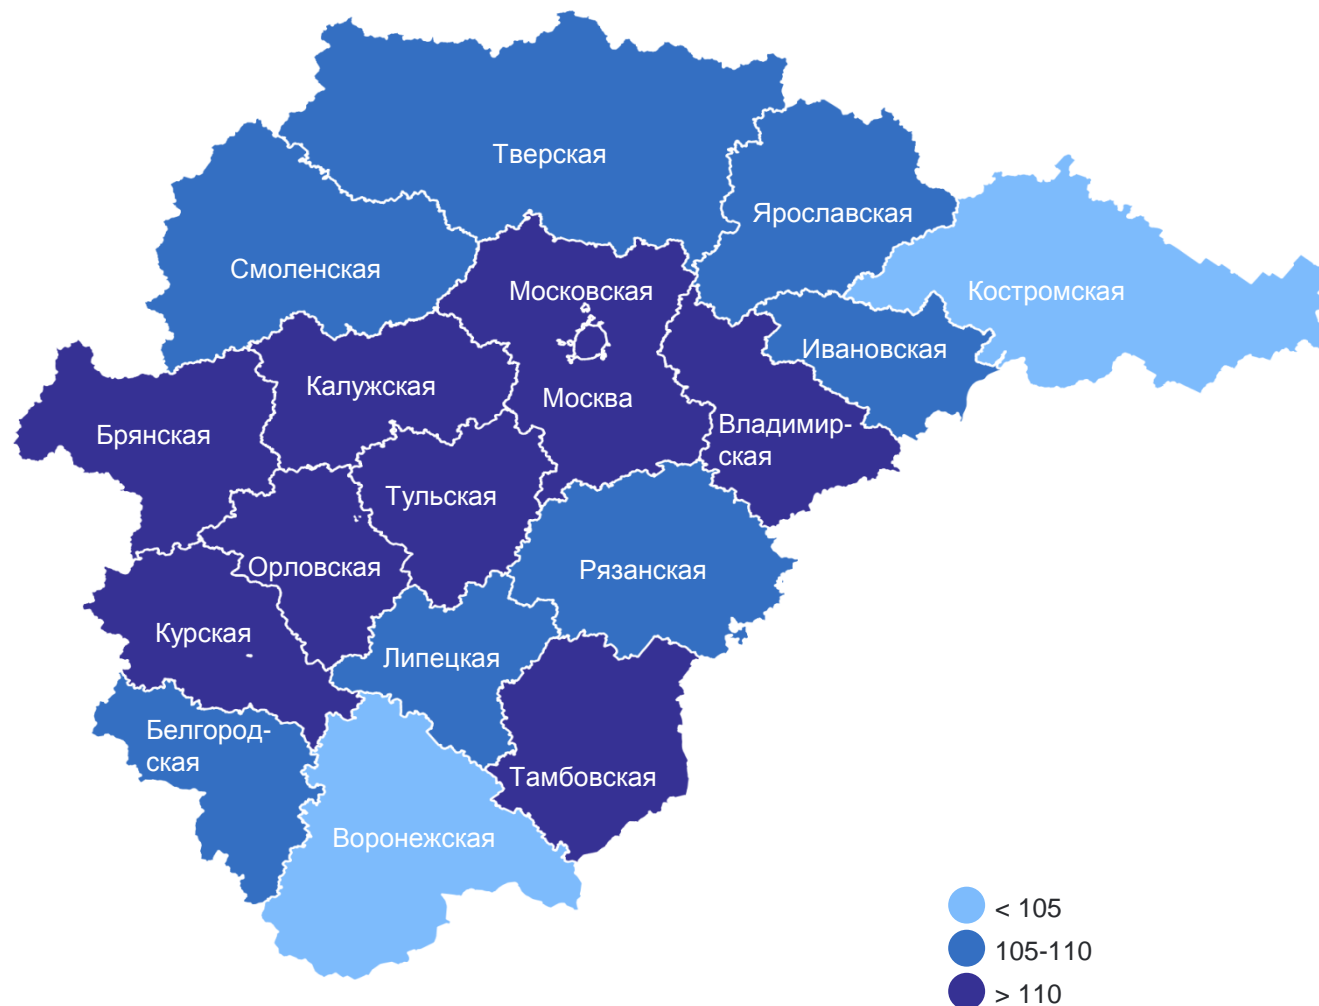 Тверская
Ярославская
Смоленская
Московская
Костромская
Ивановская
Калужская
Москва
Брянская
Владимир-
ская
Тульская
Орловская
Рязанская
Курская
Липецкая
Белгород-
ская
Тамбовская
Воронежская
< 105
105-110
> 110